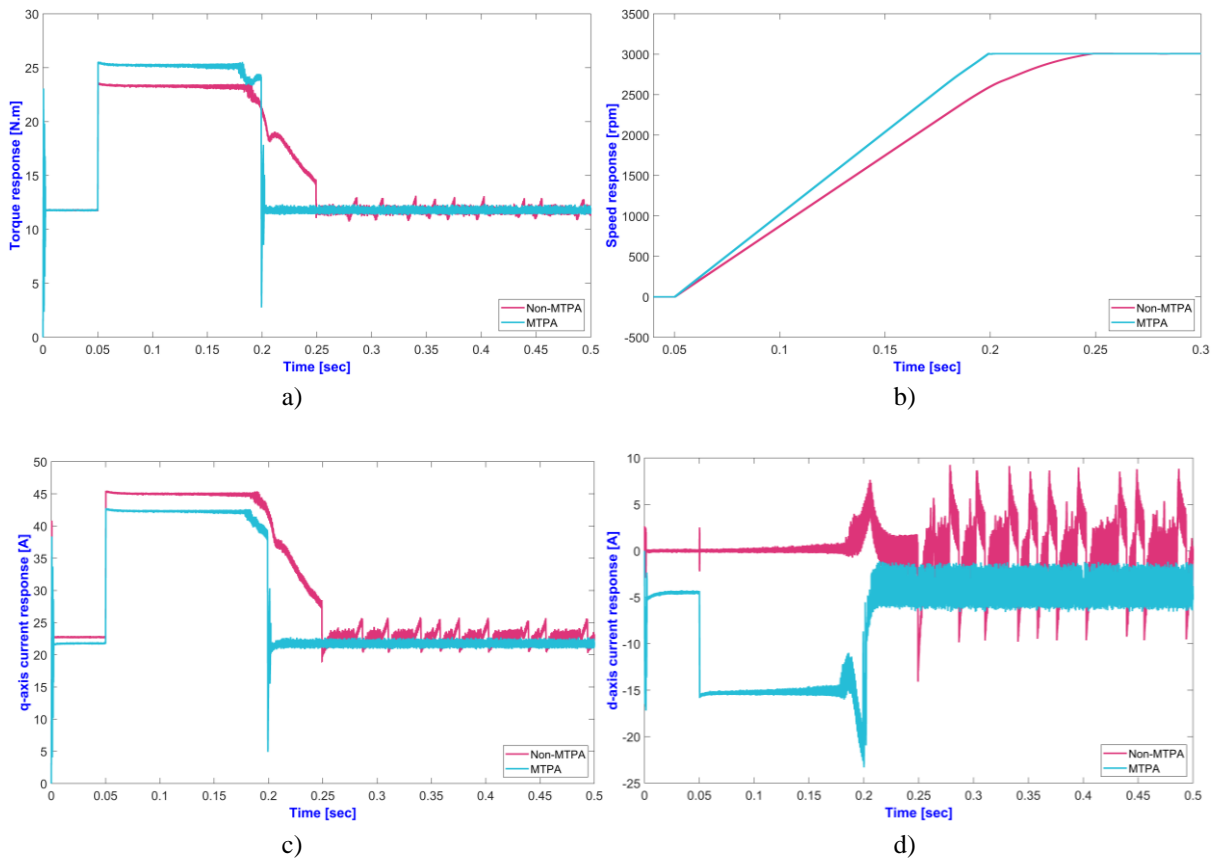 30
25
20
15
10
5
0
Torque response [N.m]
0 0.05 0.1 0.15 0.2 0.25 0.3 0.35 0.4 0.45 0.5
Time [sec]
Non-MTPA
MTPA
a)
3500
3000
2500
2000
1500
1000
500
0
-500
Speed response [rpm]
0.05 0.1 0.15 0.2 0.25 0.3
Time [sec]
Non-MTPA
MTPA
b)
50
45
40
35
30
25
20
15
10
5
0
q-axis current response [A]
0 0.05 0.1 0.15 0.2 0.25 0.3 0.35 0.4 0.45 0.5
Time [sec]
Non-MTPA
MTPA
c)
10
5
0
-5
-10
-15
-20
-25
d-axis current response [A]
0 0.05 0.1 0.15 0.2 0.25 0.3 0.35 0.4 0.45 0.5
Time [sec]
Non-MTPA
MTPA
d)